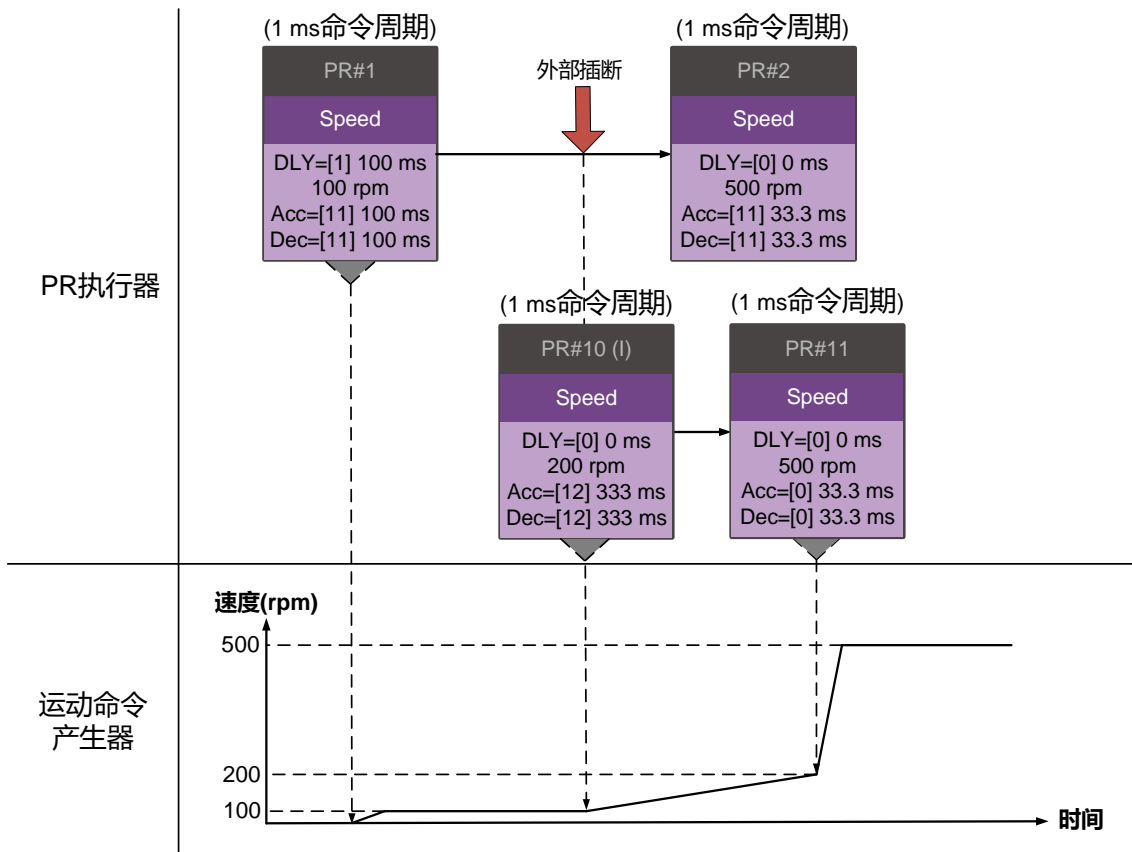 (1 ms命令周期)
(1 ms命令周期)
PR#1
外部插断
PR#2
Speed
Speed
DLY=[1] 100 ms
100 rpm
Acc=[11] 100 ms
Dec=[11] 100 ms
DLY=[0] 0 ms
500 rpm
Acc=[11] 33.3 ms
Dec=[11] 33.3 ms
PR执行器
(1 ms命令周期)
(1 ms命令周期)
PR#10 (I)
PR#11
Speed
Speed
DLY=[0] 0 ms
200 rpm
Acc=[12] 333 ms
Dec=[12] 333 ms
DLY=[0] 0 ms
500 rpm
Acc=[0] 33.3 ms
Dec=[0] 33.3 ms
运动命令
产生器
速度(rpm)
500
200
100
时间